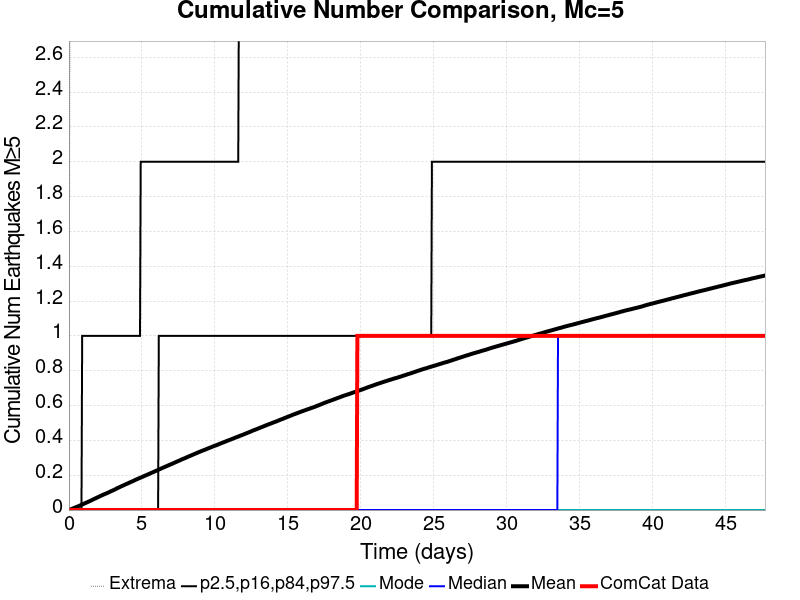 Cumulative Number Comparison, Mc=5
Cumulative Num Earthquakes M≥5
2.6
2.4
2.2
2
1.8
1.6
1.4
1.2
1
0.8
0.6
0.4
0.2
0
0 5 10 15 20 25 30 35 40 45
Time (days)
Extrema p2.5,p16,p84,p97.5 Mode Median Mean ComCat Data